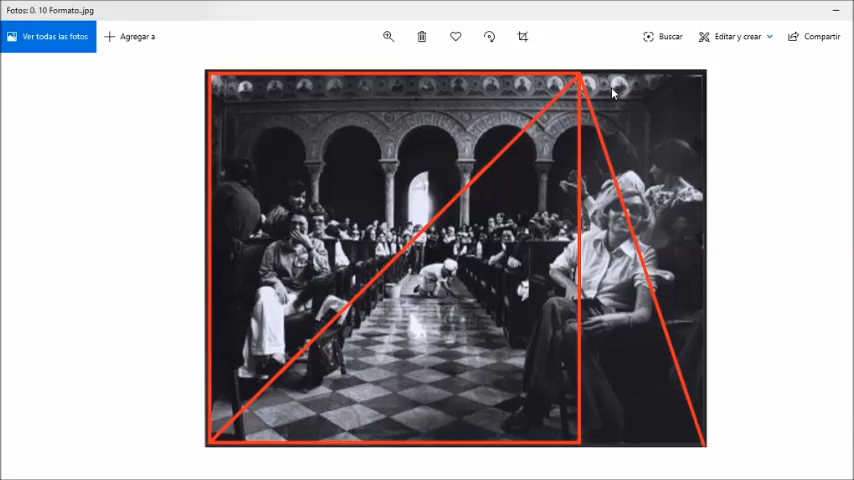 Fotos: 0. 10 Formato..jpg
Ver todas las fotos
Agregar a
Buscar
Editar y crear
Compartir